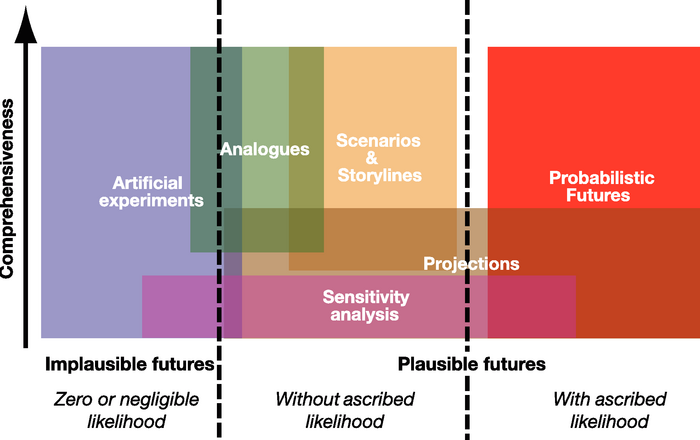 Comprehensiveness
Artificial
experiments
Analogues
Scenarios
&
Storylines
Probabilistic
Futures
Projections
Sensitivity
analysis
Implausible futures
Plausible futures
Zero or negligible
likelihood
Without ascribed
likelihood
With ascribed
likelihood